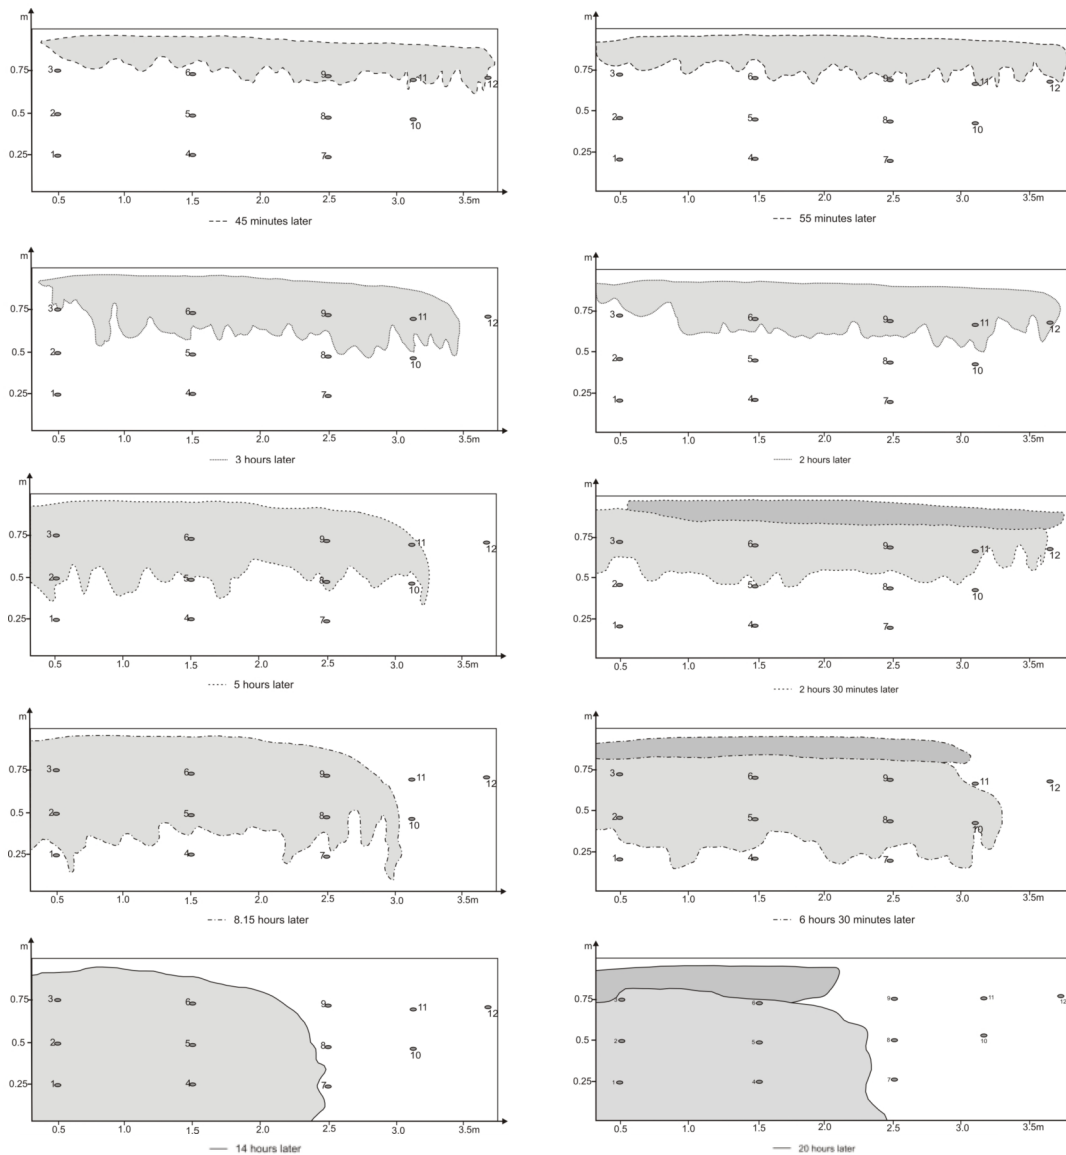 m
0.75
3 6 9 11 12
0.5
2 5 8 10
0.25
1 4 7
0.5 1.0 1.5 2.0 2.5 3.0 3.5m
45 minutes later
m
0.75
3 6 9 11 12
0.5
2 5 8 10
0.25
1 4 7
0.5 1.0 1.5 2.0 2.5 3.0 3.5m
55 minutes later
m
0.75
3 6 9 11 12
0.5
2 5 8 10
0.25
1 4 7
0.5 1.0 1.5 2.0 2.5 3.0 3.5m
3 hours later
m
0.75
3 6 9 11 12
0.5
2 5 8 10
0.25
1 4 7
0.5 1.0 1.5 2.0 2.5 3.0 3.5m
2 hours later
m
0.75
3 6 9 11 12
0.5
2 5 8 10
0.25
1 4 7
0.5 1.0 1.5 2.0 2.5 3.0 3.5m
5 hours later
m
0.75
3 6 9 11 12
0.5
2 5 8 10
0.25
1 4 7
0.5 1.0 1.5 2.0 2.5 3.0 3.5m
2 hours 30 minutes later
m
0.75
3 6 9 11 12
0.5
2 5 8 10
0.25
1 4 7
0.5 1.0 1.5 2.0 2.5 3.0 3.5m
8.15 hours later
m
0.75
3 6 9 11 12
0.5
2 5 8 10
0.25
1 4 7
0.5 1.0 1.5 2.0 2.5 3.0 3.5m
6 hours 30 minutes later
m
0.75
3 6 9 11 12
0.5
2 5 8 10
0.25
1 4 7
0.5 1.0 1.5 2.0 2.5 3.0 3.5m
14 hours later
m
0.75
3 6 9 11 12
0.5
2 5 8 10
0.25
1 4 7
0.5 1.0 1.5 2.0 2.5 3.0 3.5m
20 hours later